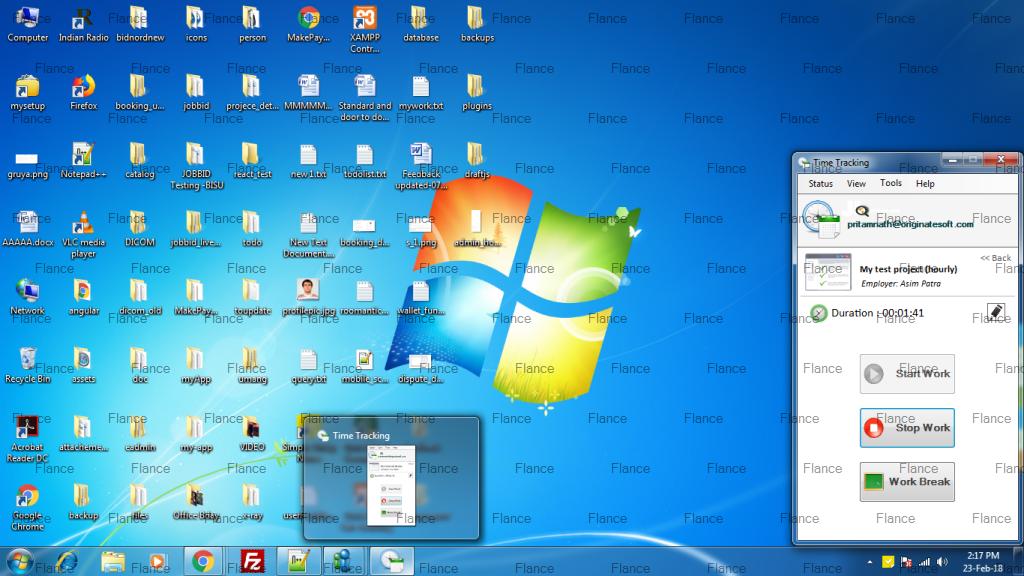 Computer
Indian Radio
bidnordnew
icons
person
MakePay...
XAMPP
Contr...
database
backups
mysetup
Firefox
booking_u...
jobbid
projece_det...
MMMMM...
Standard and
door to do...
mywork.txt
plugins
gruya.png
Notepad++
catalog
JOBBID
Testing -BISU
react_test
new 1.txt
todolist.txt
Feedback
updated-07...
draftjs
AAAAA.docx
VLC media
player
DICOM
jobbid_live...
todo
New Text
Document...
booking_d...
s_1.png
admin_ho...
Network
angular
dicom_old
MakePay...
toupdate
profilepic.jpg
roomantic...
wallet_fun...
Recycle Bin
assets
doc
myApp
umang
query.txt
mobile_sc...
dispute_d...
Acrobat
Reader DC
attacheme...
eadmin
my-app
VIDEO
Google
Chrome
backup
files
Office Bday
x-ray
Time Tracking
Time Tracking
Status View Tools Help
pritamnath@originatesoft.com
<< Back
My test project (hourly)
Employer: Asim Patra
Duration : 00:01:41
Start Work
Stop Work
Work Break
2:17 PM
23-Feb-18
Flance